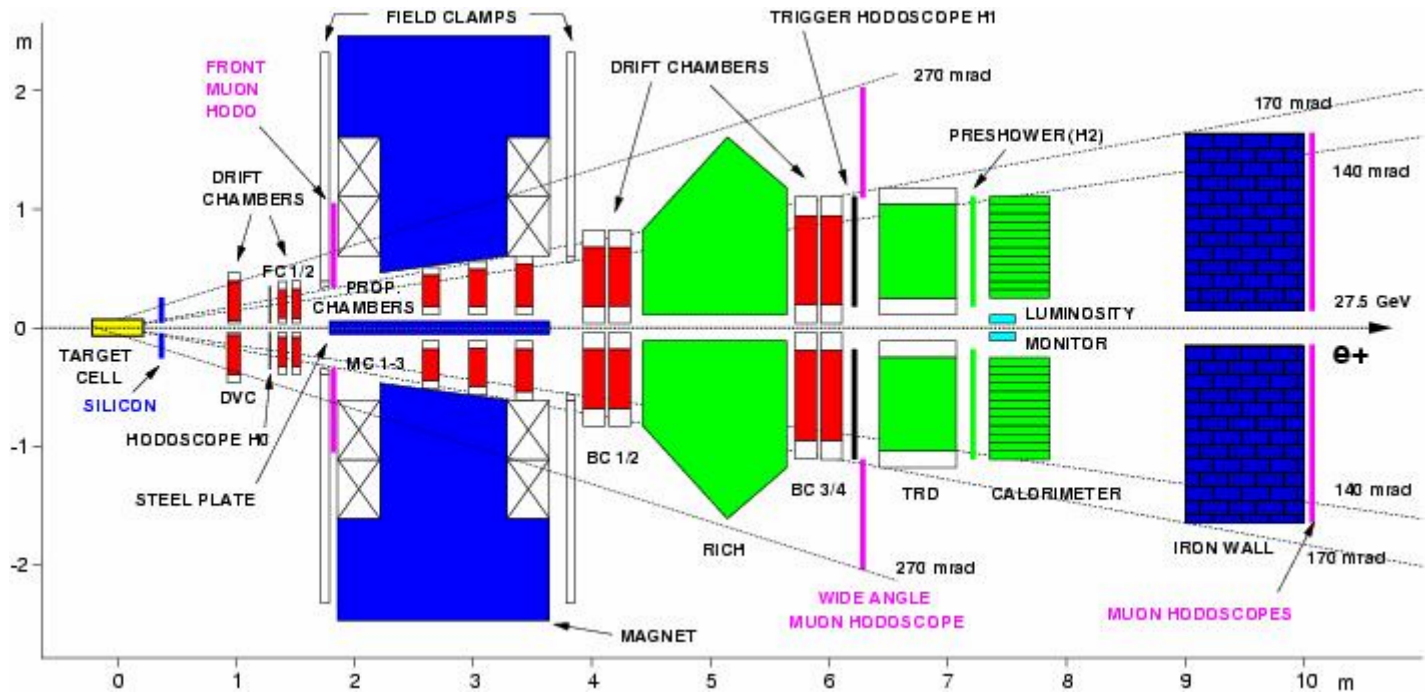 FIELD CLAMPS
TRIGGER HODOSCOPE H1
m
FRONT
MUON
HODO
DRIFT CHAMBERS
270 mrad
2
170 mrad
PRESHOWER(H2)
DRIFT
CHAMBERS
140 mrad
1
FC 1/2
PROP.
CHAMBERS
27.5 GeV
LUMINOSITY
0
MONITOR
e+
TARGET
CELL
MC 1-3
SILICON
DVC
HODOSCOPE H0
-1
BC 1/2
BC 3/4
TRD
CALORIMETER
140 mrad
STEEL PLATE
RICH
IRON WALL
170 mrad
-2
270 mrad
WIDE ANGLE
MUON HODOSCOPE
MUON HODOSCOPES
MAGNET
0 1 2 3 4 5 6 7 8 9 10 m